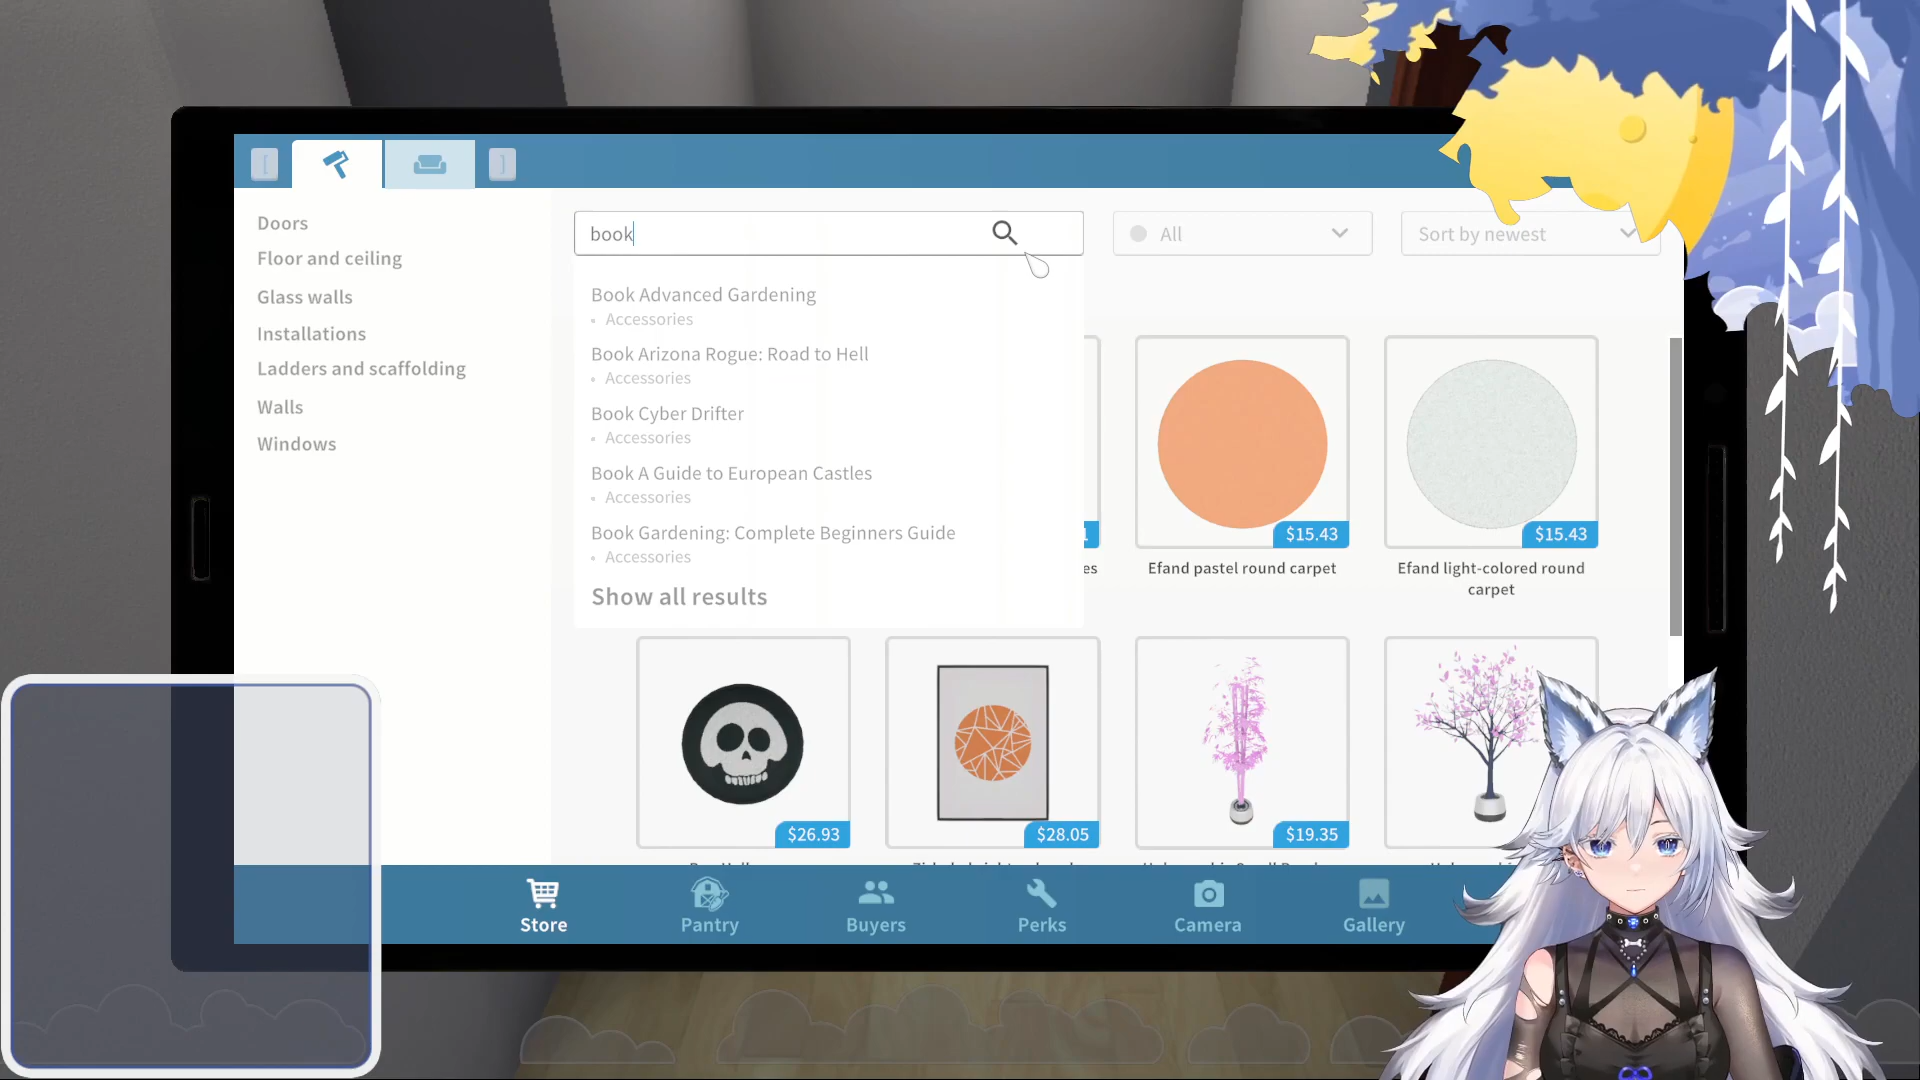 Doors
Floor and ceiling
Glass walls
Installations
Ladders and scaffolding
Walls
Windows
book
All
Sort by newest
Book Advanced Gardening
Accessories
Book Arizona Rogue: Road to Hell
Accessories
Book Cyber Drifter
Accessories
Book A Guide to European Castles
Accessories
Book Gardening: Complete Beginners Guide
Accessories
Show all results
$15.43
$15.43
Efand pastel round carpet
Efand light-colored round
carpet
$26.93
$28.05
$19.35
Store
Pantry
Buyers
Perks
Camera
Gallery